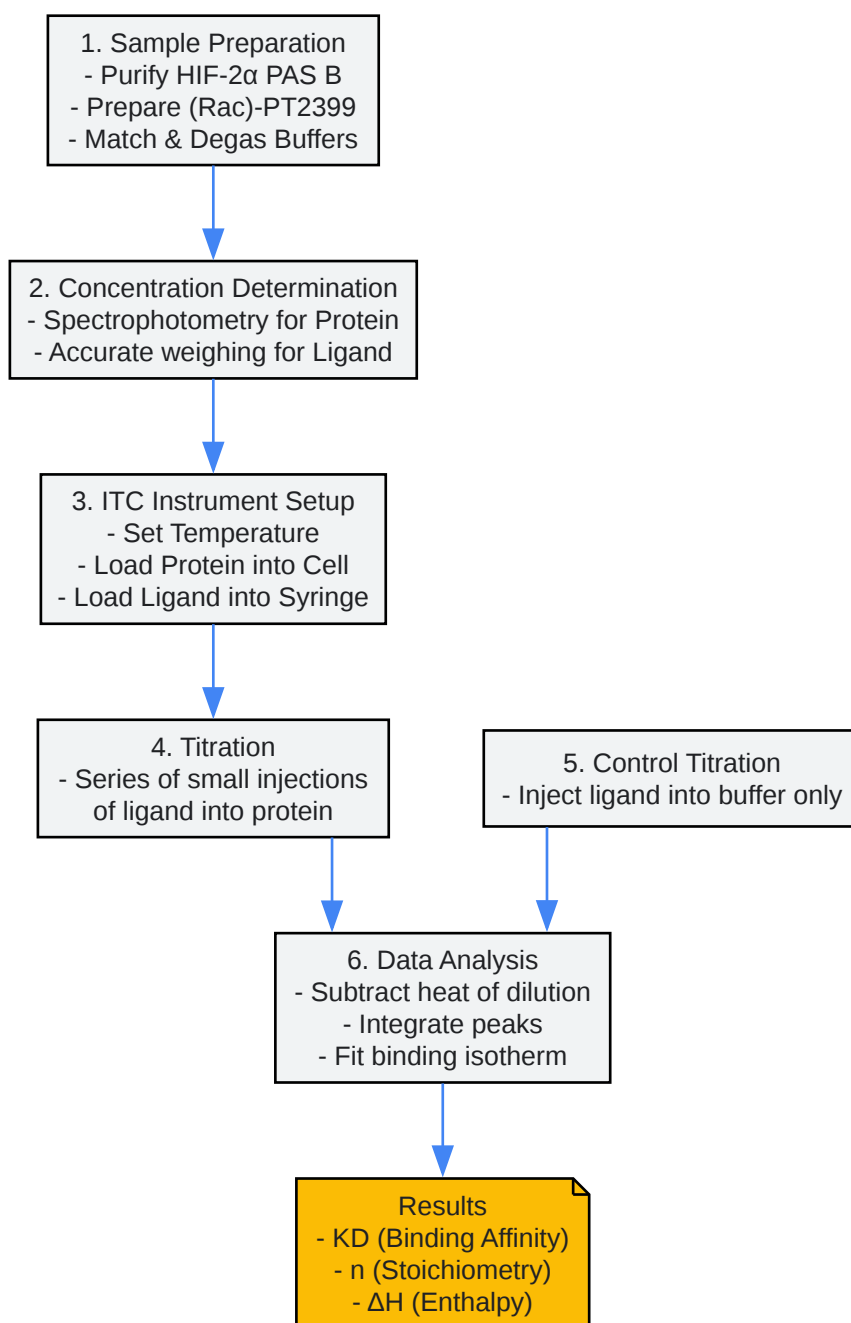 1. Sample Preparation
- Purify HIF-2α PAS B
- Prepare (Rac)-PT2399
- Match & Degas Buffers
2. Concentration Determination
- Spectrophotometry for Protein
- Accurate weighing for Ligand
3. ITC Instrument Setup
- Set Temperature
- Load Protein into Cell
- Load Ligand into Syringe
4. Titration
- Series of small injections
of ligand into protein
5. Control Titration
- Inject ligand into buffer only
6. Data Analysis
- Subtract heat of dilution
- Integrate peaks
- Fit binding isotherm
Results
- KD (Binding Affinity)
- n (Stoichiometry)
- ΔH (Enthalpy)